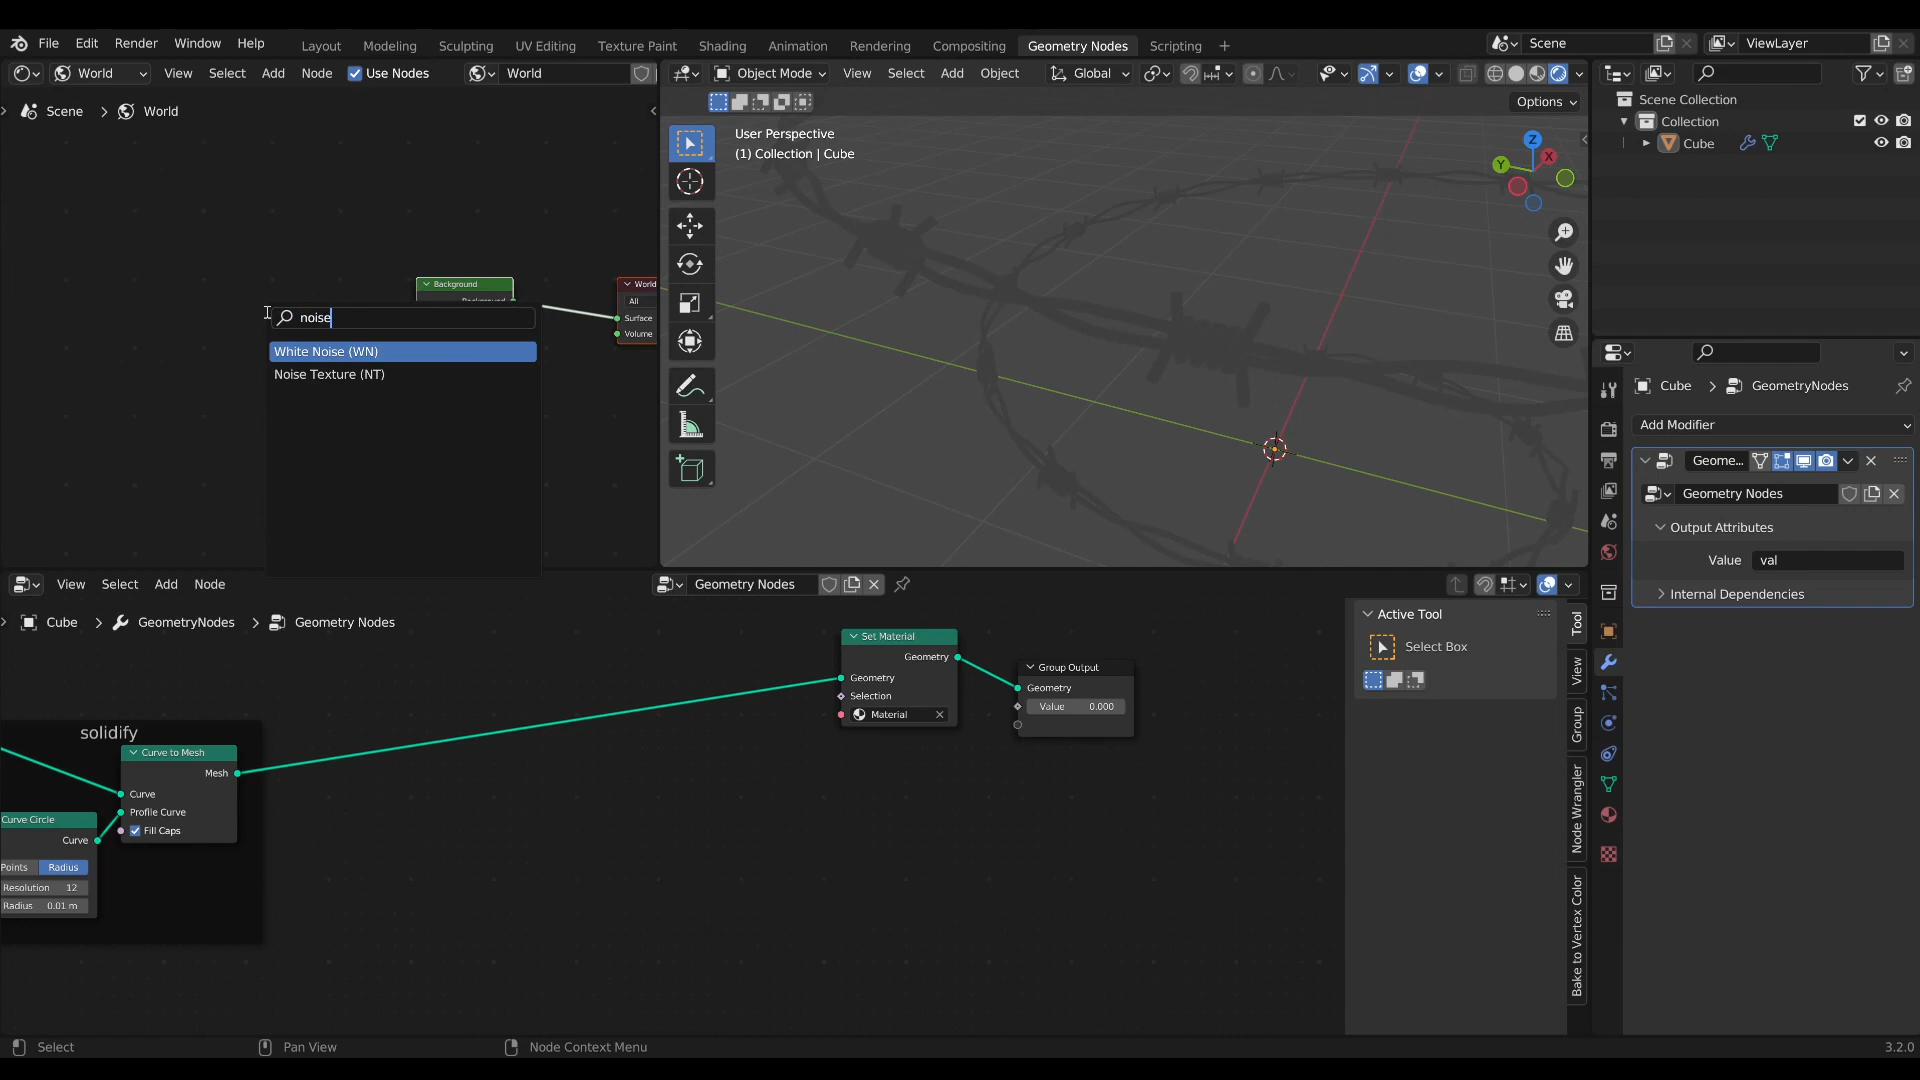 File Edit Render Window Help Layout Modeling Sculpting UV Editing Texture Paint Shading Animation Rendering Compositing Geometry Nodes Scripting + Scene ViewLayer
World View Select Add Node Use Nodes World
Object Mode View Select Add Object Global
Options
Scene > World
User Perspective
(1) Collection | Cube
Z
X
Y
Scene Collection
Collection
Cube
Background
World
All
Surface
Volume
noise
White Noise (WN)
Noise Texture (NT)
Cube > GeometryNodes
Add Modifier
Geome...
Geometry Nodes
Output Attributes
Value val
Internal Dependencies
View Select Add Node Geometry Nodes
Cube > GeometryNodes > Geometry Nodes
Active Tool
Select Box
Tool
View
Group
Node Wrangler
Bake to Vertex Color
Set Material
Geometry
Geometry
Selection
Material
Group Output
Geometry
Value 0.000
solidify
Curve to Mesh
Mesh
Curve
Profile Curve
Fill Caps
Curve Circle
Curve
Points Radius
Resolution 12
Radius 0.01 m
Select Pan View Node Context Menu 3.2.0